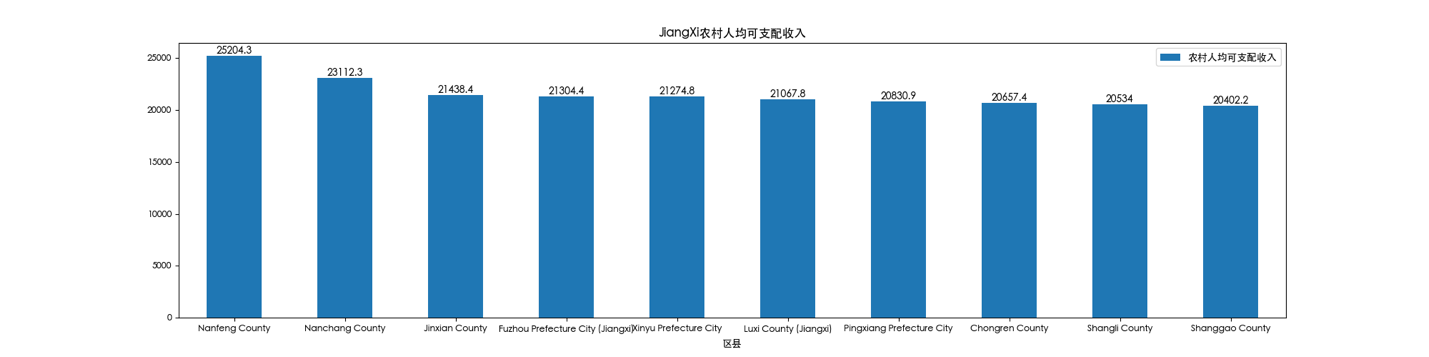 JiangXi农村人均可支配收入
农村人均可支配收入
25204.3
23112.3
21438.4
21304.4
21274.8
21067.8
20830.9
20657.4
20534
20402.2
25000
20000
15000
10000
5000
0
Nanfeng County
Nanchang County
Jinxian County
Fuzhou Prefecture City (Jiangxi)
Xinyu Prefecture City
Luxi County (Jiangxi)
Pingxiang Prefecture City
Chongren County
Shangli County
Shanggao County
区县